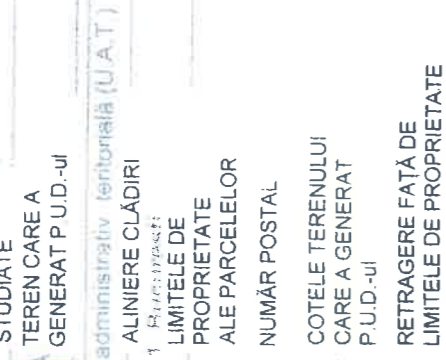 STUDIATE
TEREN CARE A
GENERAT P.U.D.-ul
administrativ teritorială (U.A.T.)
ALINIERE CLĂDIRI
LIMITELE DE
PROPRIETATE
ALE PARCELELOR
NUMĂR POSTAL
COTELE TERENULUI
CARE A GENERAT
P.U.D.-ul
RETRAGERE FAȚĂ DE
LIMITELE DE PROPRIETATE